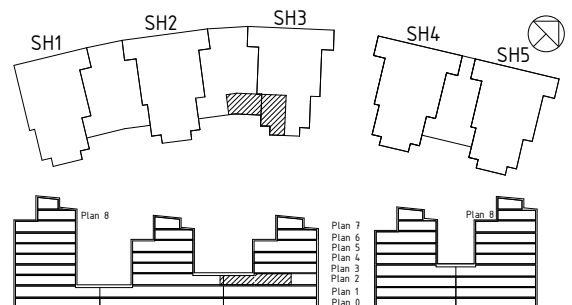 SH1
SH2
SH3
SH4
SH5
Plan 8
Plan 7
Plan 6
Plan 5
Plan 4
Plan 3
Plan 2
Plan 1
Plan 0
Plan 8